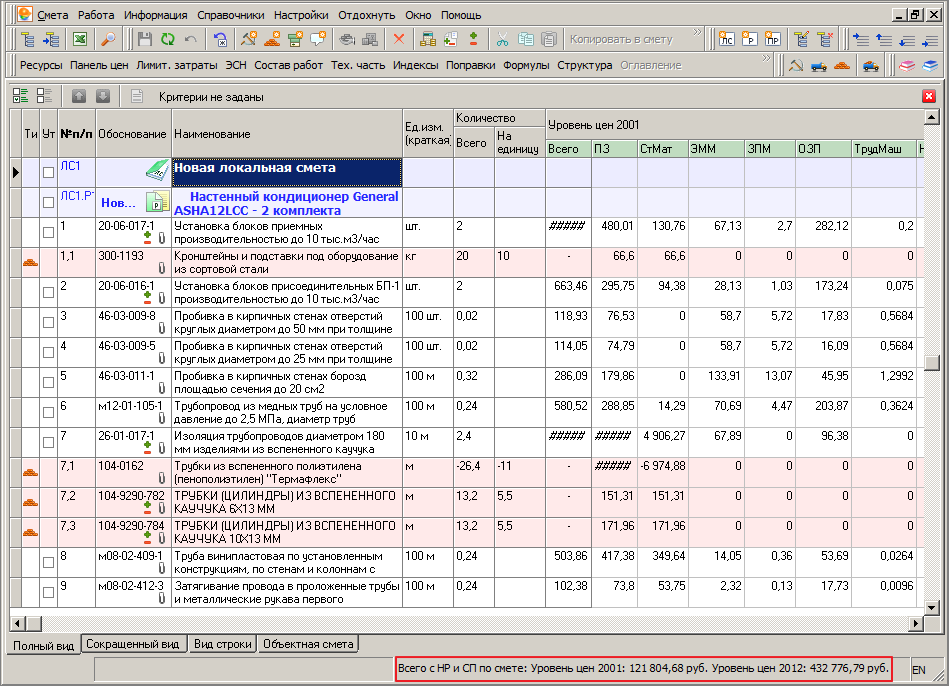 Смета Работа Информация Справочники Настройки Отдохнуть Окно Помощь
Копировать в смету
ЛС Р ПР
Ресурсы Панель цен Лимит. затраты ЭСН Состав работ Тех. часть Индексы Поправки Формулы Структура Оглавление
Критерии не заданы
Ти Ут №п/п Обоснование Наименование Ед.изм. (краткая) Количество Уровень цен 2001
Всего На единицу Всего ПЗ СтМат ЭММ ЗПМ ОЗП ТрудМаш Н
ЛС1 Новая локальная смета
ЛС1.Р Нов... Настенный кондиционер General
ASHA12LCC - 2 комплекта
1 20-06-017-1 Установка блоков приемных шт. 2 ##### 480,01 130,76 67,13 2,7 282,12 0,2
производительностью до 10 тыс.м3/час
1,1 300-1193 Кронштейны и подставки под оборудование кг 20 10 - 66,6 66,6 0 0 0 0
из сортовой стали
2 20-06-016-1 Установка блоков присоединительных БП-1 шт. 2 663,46 295,75 94,38 28,13 1,03 173,24 0,075
производительностью до 10 тыс.м3/час
3 46-03-009-8 Пробивка в кирпичных стенах отверстий 100 шт. 0,02 118,93 76,53 0 58,7 5,72 17,83 0,5684
круглых диаметром до 50 мм при толщине
4 46-03-009-5 Пробивка в кирпичных стенах отверстий 100 шт. 0,02 114,05 74,79 0 58,7 5,72 16,09 0,5684
круглых диаметром до 25 мм при толщине
5 46-03-011-1 Пробивка в кирпичных стенах борозд 100 м 0,32 286,09 179,86 0 133,91 13,07 45,95 1,2992
площадью сечения до 20 см2
6 м12-01-105-1 Трубопровод из медных труб на условное 100 м 0,24 580,52 288,85 14,29 70,69 4,47 203,87 0,3624
давление до 2,5 МПа, диаметр труб
7 26-01-017-1 Изоляция трубопроводов диаметром 180 10 м 2,4 ##### ##### 4 906,27 67,89 0 96,38 0
мм изделиями из вспененного каучука
7,1 104-0162 Трубки из вспененного полиэтилена м -26,4 -11 - ##### -6 974,88 0 0 0 0
(пенополиэтилен) "Термафлекс"
7,2 104-9290-782 ТРУБКИ (ЦИЛИНДРЫ) ИЗ ВСПЕНЕННОГО м 13,2 5,5 - 151,31 151,31 0 0 0 0
КАУЧУКА 6Х13 ММ
7,3 104-9290-784 ТРУБКИ (ЦИЛИНДРЫ) ИЗ ВСПЕНЕННОГО м 13,2 5,5 - 171,96 171,96 0 0 0 0
КАУЧУКА 10Х13 ММ
8 м08-02-409-1 Труба винипластовая по установленным 100 м 0,24 503,86 417,38 349,64 14,05 0,36 53,69 0,0264
конструкциям, по стенам и колоннам с
9 м08-02-412-3 Затягивание провода в проложенные трубы 100 м 0,24 102,38 73,8 53,75 2,32 0,13 17,73 0,0096
и металлические рукава первого
Полный вид Сокращенный вид Вид строки Объектная смета
Всего с НР и СП по смете: Уровень цен 2001: 121 804,68 руб. Уровень цен 2012: 432 776,79 руб. EN